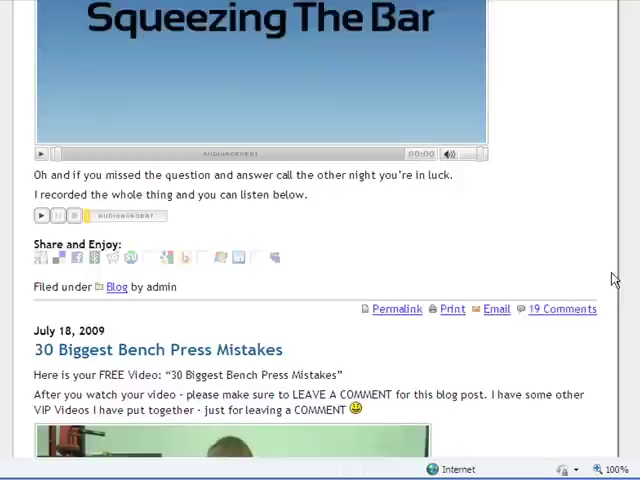 Squeezing The Bar
AUDIOACROBAT
00:00
Oh and if you missed the question and answer call the other night you're in luck.
I recorded the whole thing and you can listen below.
AUDIOACROBAT
Share and Enjoy:
Filed under Blog by admin
Permalink Print Email 19 Comments
July 18, 2009
30 Biggest Bench Press Mistakes
Here is your FREE Video: “30 Biggest Bench Press Mistakes”
After you watch your video - please make sure to LEAVE A COMMENT for this blog post. I have some other
VIP Videos I have put together - just for leaving a COMMENT
Internet
100%